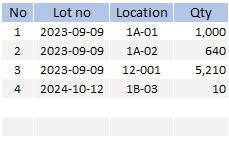 No Lot no Location Qty
1 2023-09-09 1A-01 1,000
2 2023-09-09 1A-02 640
3 2023-09-09 12-001 5,210
4 2024-10-12 1B-03 10